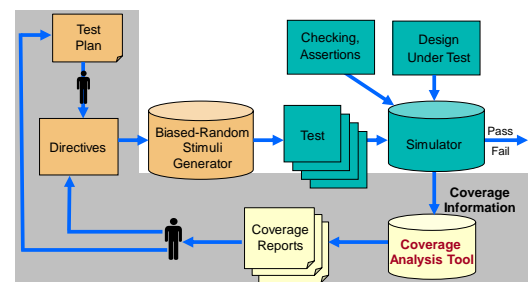 Test
Plan
Checking,
Assertions
Design
Under Test
Directives
Biased-Random
Stimuli
Generator
Test
Simulator
Pass
Fail
Coverage
Information
Coverage
Reports
Coverage
Analysis Tool